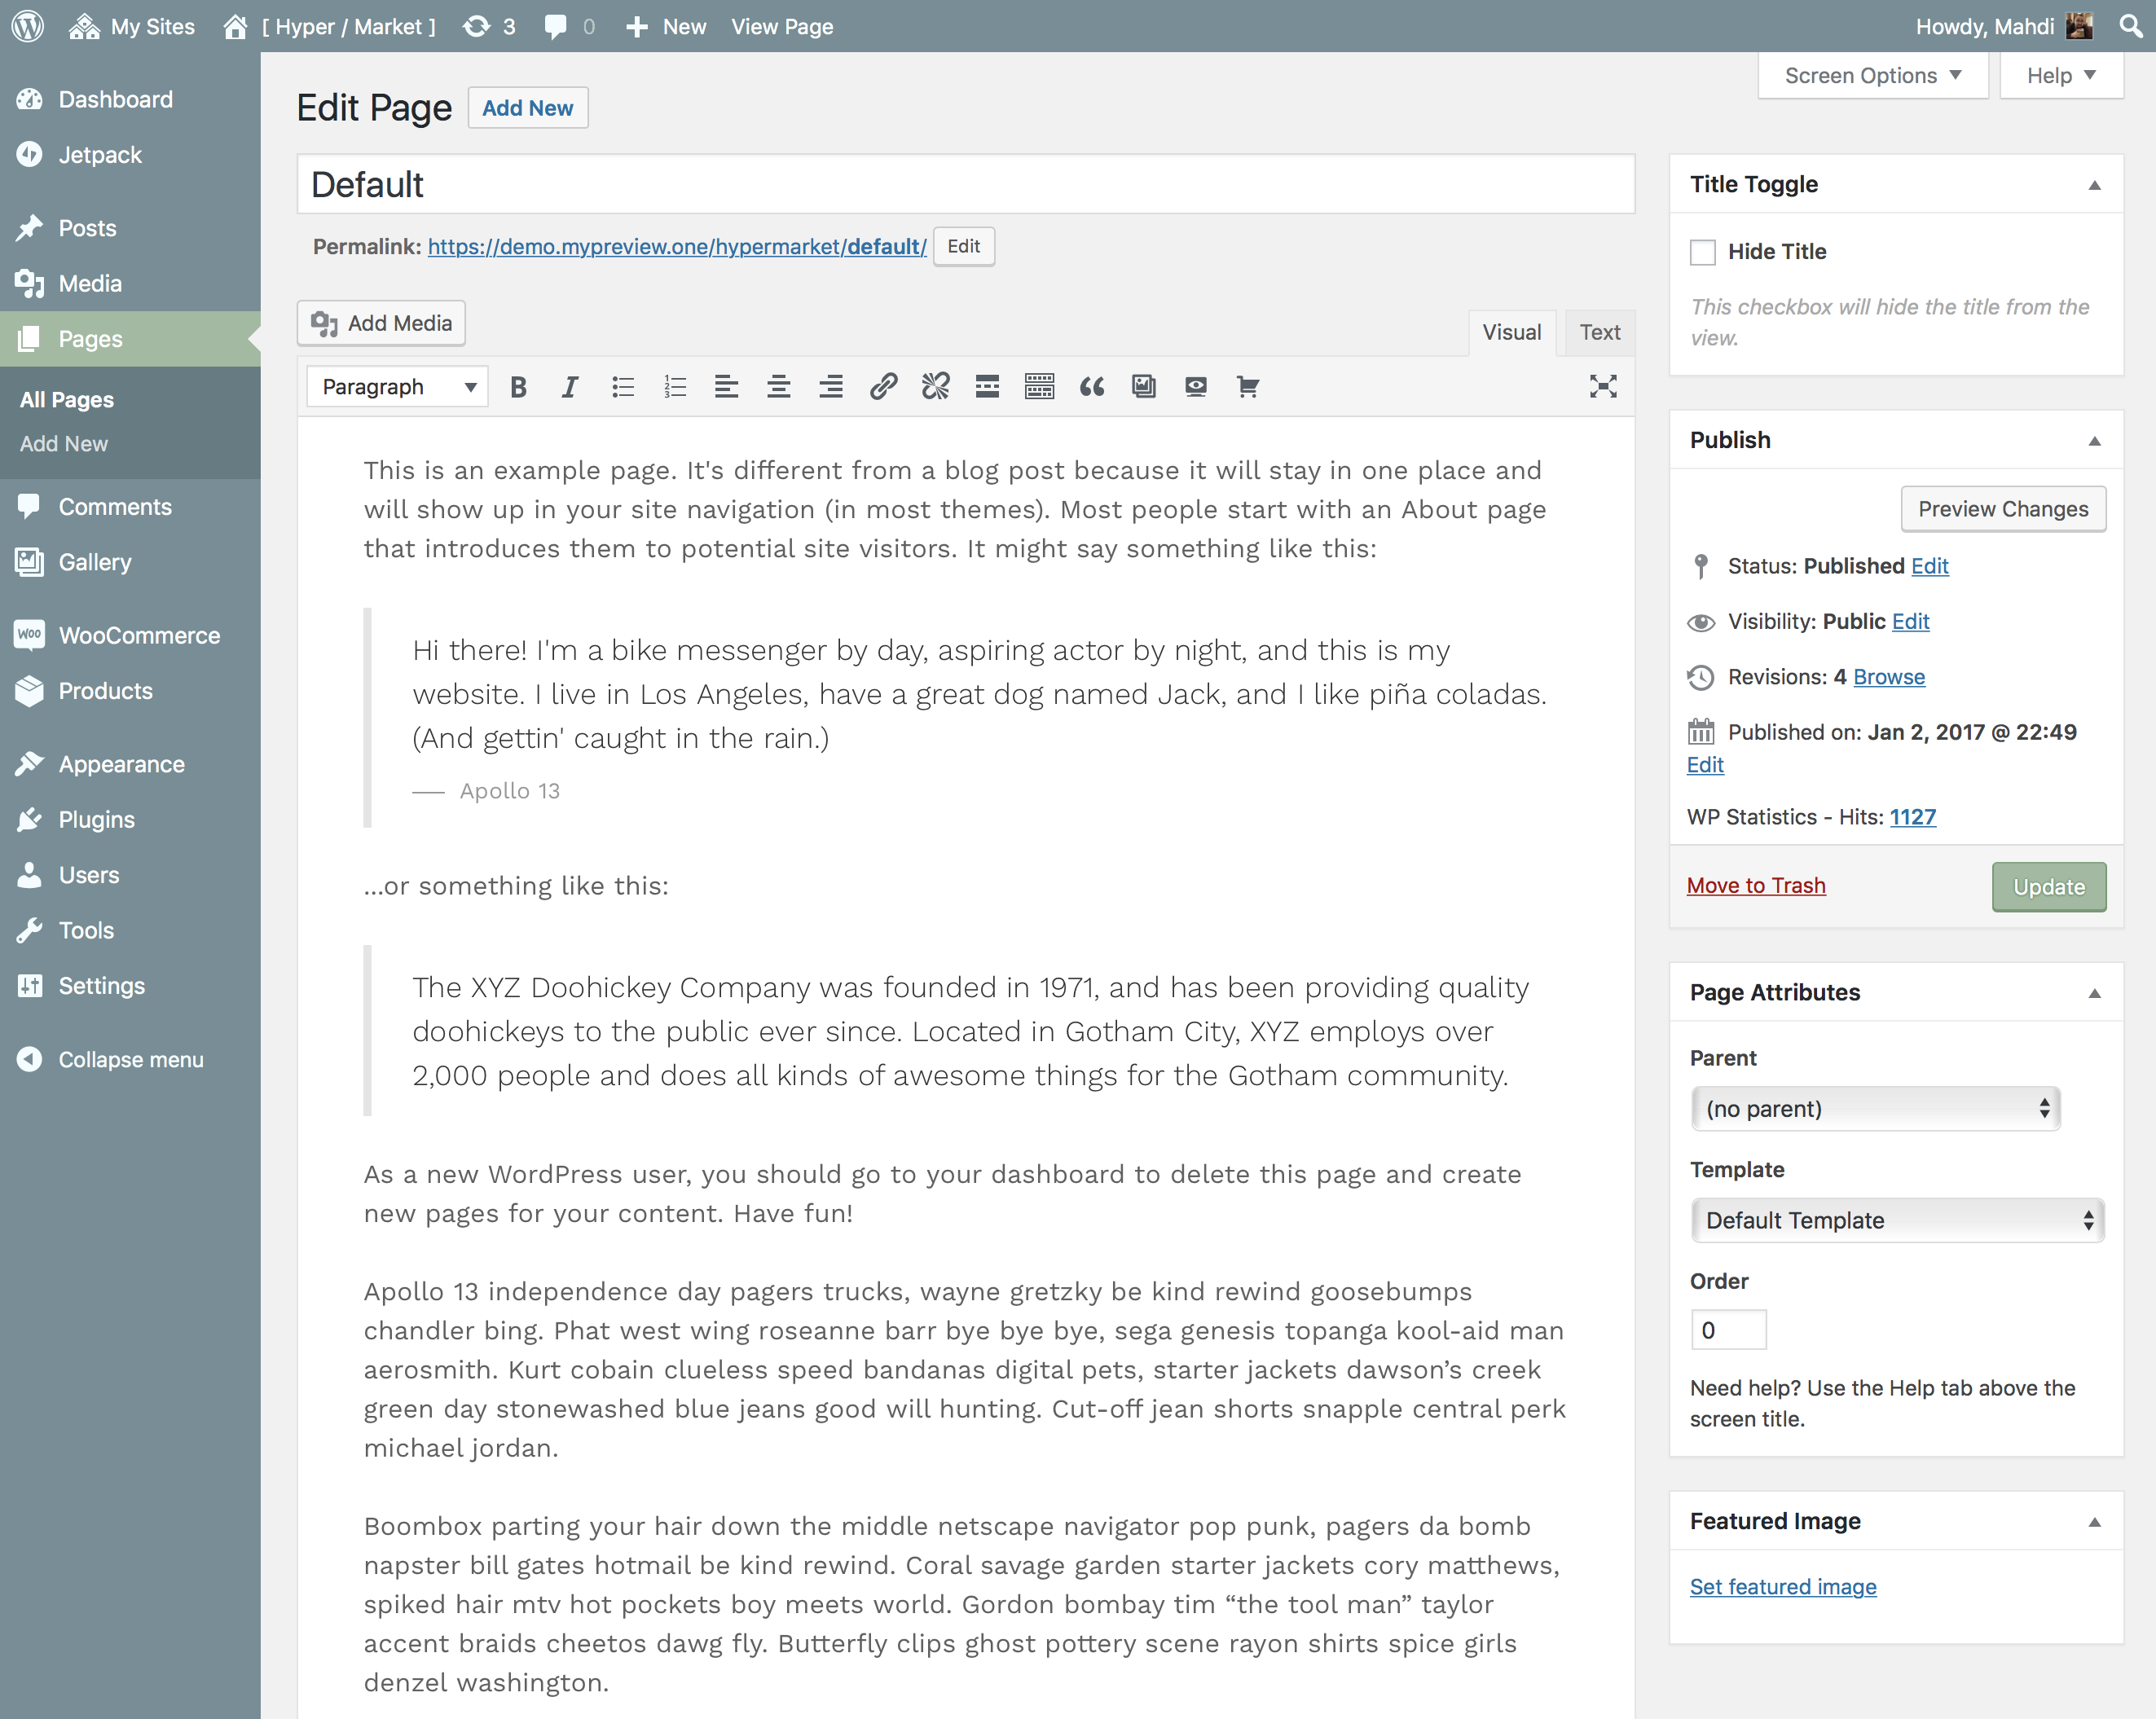 My Sites [ Hyper / Market ] 3 0 New View Page Howdy, Mahdi
Screen Options Help
Dashboard
Jetpack
Posts
Media
Pages
All Pages
Add New
Comments
Gallery
Woo WooCommerce
Products
Appearance
Plugins
Users
Tools
Settings
Collapse menu
Edit Page Add New
Default
Permalink: https://demo.mypreview.one/hypermarket/default/ Edit
Add Media
Visual Text
Paragraph
This is an example page. It's different from a blog post because it will stay in one place and
will show up in your site navigation (in most themes). Most people start with an About page
that introduces them to potential site visitors. It might say something like this:
Hi there! I'm a bike messenger by day, aspiring actor by night, and this is my
website. I live in Los Angeles, have a great dog named Jack, and I like piña coladas.
(And gettin' caught in the rain.)
— Apollo 13
...or something like this:
The XYZ Doohickey Company was founded in 1971, and has been providing quality
doohickeys to the public ever since. Located in Gotham City, XYZ employs over
2,000 people and does all kinds of awesome things for the Gotham community.
As a new WordPress user, you should go to your dashboard to delete this page and create
new pages for your content. Have fun!
Apollo 13 independence day pagers trucks, wayne gretzky be kind rewind goosebumps
chandler bing. Phat west wing roseanne barr bye bye bye, sega genesis topanga kool-aid man
aerosmith. Kurt cobain clueless speed bandanas digital pets, starter jackets dawson’s creek
green day stonewashed blue jeans good will hunting. Cut-off jean shorts snapple central perk
michael jordan.
Boombox parting your hair down the middle netscape navigator pop punk, pagers da bomb
napster bill gates hotmail be kind rewind. Coral savage garden starter jackets cory matthews,
spiked hair mtv hot pockets boy meets world. Gordon bombay tim “the tool man” taylor
accent braids cheetos dawg fly. Butterfly clips ghost pottery scene rayon shirts spice girls
denzel washington.
Title Toggle
Hide Title
This checkbox will hide the title from the
view.
Publish
Preview Changes
Status: Published Edit
Visibility: Public Edit
Revisions: 4 Browse
Published on: Jan 2, 2017 @ 22:49
Edit
WP Statistics - Hits: 1127
Move to Trash Update
Page Attributes
Parent
(no parent)
Template
Default Template
Order
0
Need help? Use the Help tab above the
screen title.
Featured Image
Set featured image